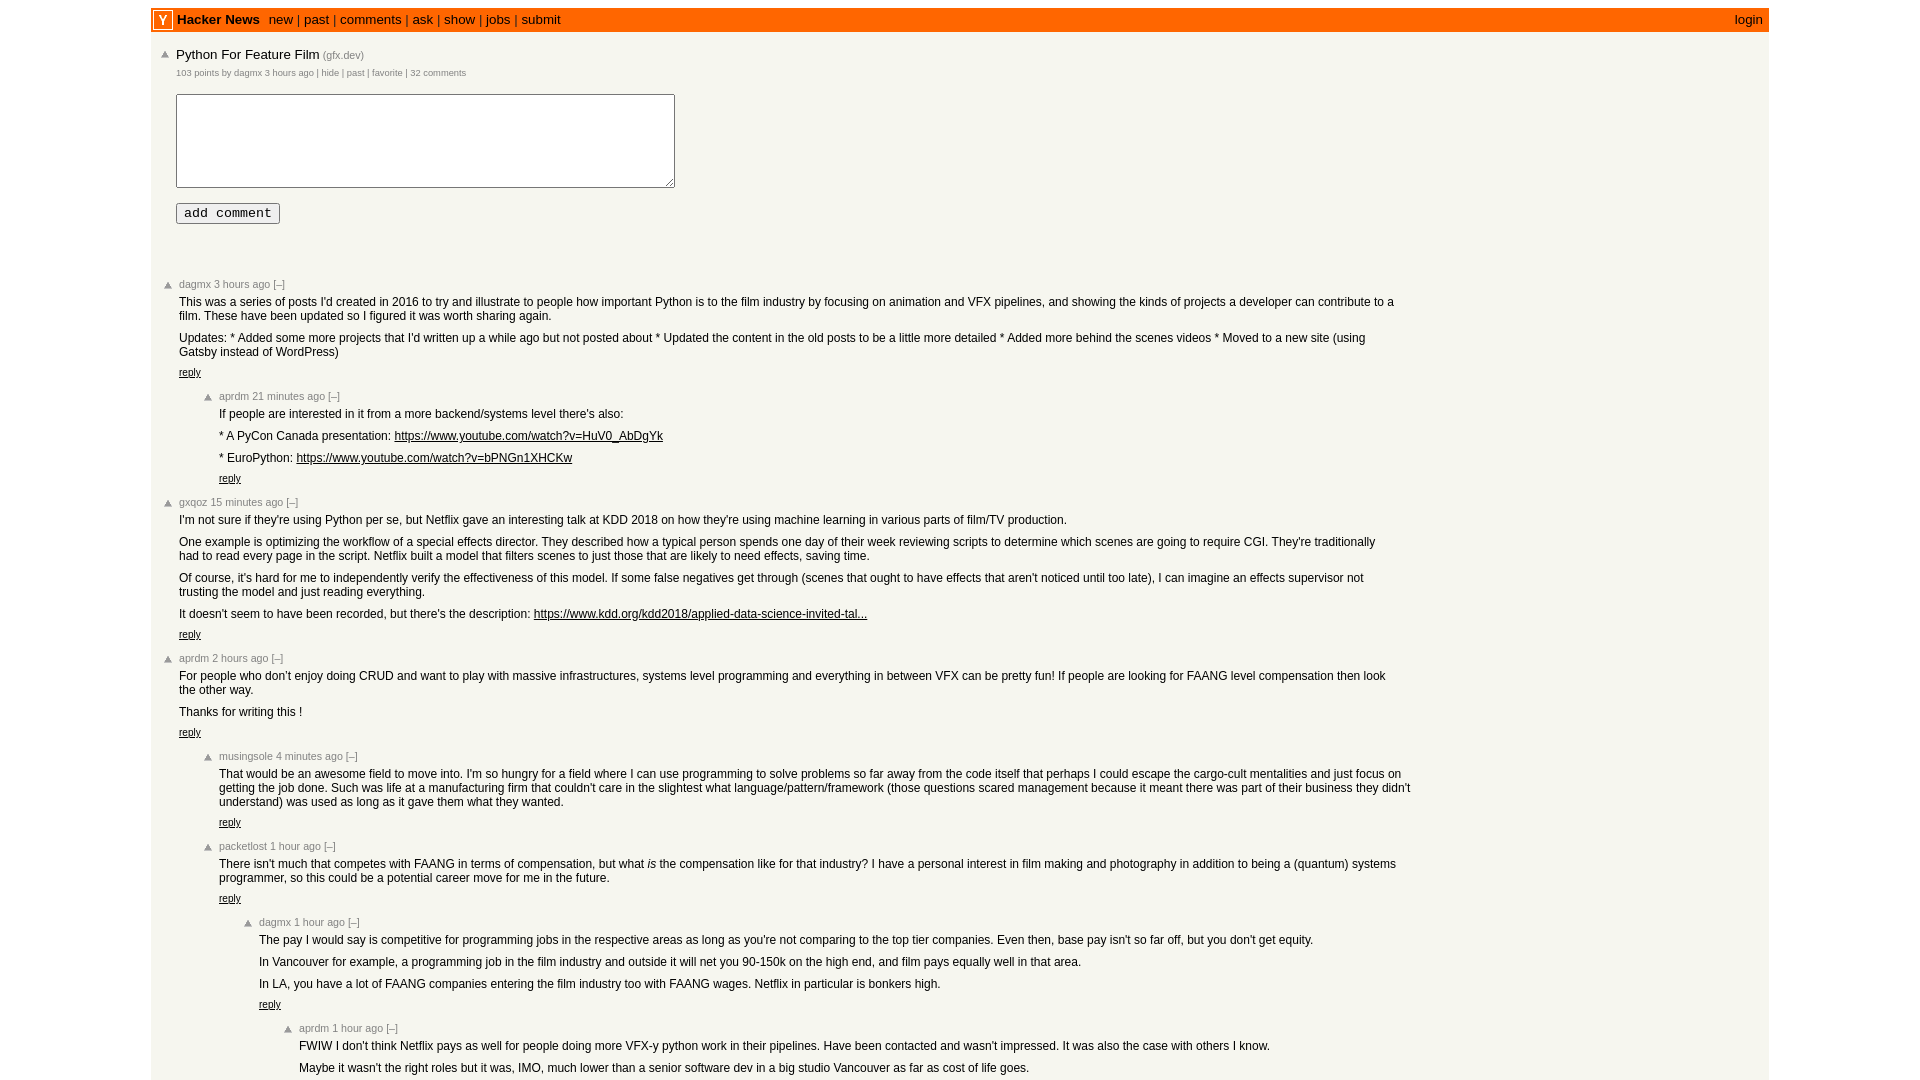 Y Hacker News new | past | comments | ask | show | jobs | submit login
Python For Feature Film (gfx.dev)
103 points by dagmx 3 hours ago | hide | past | favorite | 32 comments
add comment
dagmx 3 hours ago [–]
This was a series of posts I'd created in 2016 to try and illustrate to people how important Python is to the film industry by focusing on animation and VFX pipelines, and showing the kinds of projects a developer can contribute to a
film. These have been updated so I figured it was worth sharing again.
Updates: * Added some more projects that I'd written up a while ago but not posted about * Updated the content in the old posts to be a little more detailed * Added more behind the scenes videos * Moved to a new site (using
Gatsby instead of WordPress)
reply
aprdm 21 minutes ago [–]
If people are interested in it from a more backend/systems level there's also:
* A PyCon Canada presentation: https://www.youtube.com/watch?v=HuV0_AbDgYk
* EuroPython: https://www.youtube.com/watch?v=bPNGn1XHCKw
reply
gxqoz 15 minutes ago [–]
I'm not sure if they're using Python per se, but Netflix gave an interesting talk at KDD 2018 on how they're using machine learning in various parts of film/TV production.
One example is optimizing the workflow of a special effects director. They described how a typical person spends one day of their week reviewing scripts to determine which scenes are going to require CGI. They're traditionally
had to read every page in the script. Netflix built a model that filters scenes to just those that are likely to need effects, saving time.
Of course, it's hard for me to independently verify the effectiveness of this model. If some false negatives get through (scenes that ought to have effects that aren't noticed until too late), I can imagine an effects supervisor not
trusting the model and just reading everything.
It doesn't seem to have been recorded, but there's the description: https://www.kdd.org/kdd2018/applied-data-science-invited-tal...
reply
aprdm 2 hours ago [–]
For people who don't enjoy doing CRUD and want to play with massive infrastructures, systems level programming and everything in between VFX can be pretty fun! If people are looking for FAANG level compensation then look
the other way.
Thanks for writing this !
reply
musingsole 4 minutes ago [–]
That would be an awesome field to move into. I'm so hungry for a field where I can use programming to solve problems so far away from the code itself that perhaps I could escape the cargo-cult mentalities and just focus on
getting the job done. Such was life at a manufacturing firm that couldn't care in the slightest what language/pattern/framework (those questions scared management because it meant there was part of their business they didn't
understand) was used as long as it gave them what they wanted.
reply
packetlost 1 hour ago [–]
There isn't much that competes with FAANG in terms of compensation, but what is the compensation like for that industry? I have a personal interest in film making and photography in addition to being a (quantum) systems
programmer, so this could be a potential career move for me in the future.
reply
dagmx 1 hour ago [–]
The pay I would say is competitive for programming jobs in the respective areas as long as you're not comparing to the top tier companies. Even then, base pay isn't so far off, but you don't get equity.
In Vancouver for example, a programming job in the film industry and outside it will net you 90-150k on the high end, and film pays equally well in that area.
In LA, you have a lot of FAANG companies entering the film industry too with FAANG wages. Netflix in particular is bonkers high.
reply
aprdm 1 hour ago [–]
FWIW I don't think Netflix pays as well for people doing more VFX-y python work in their pipelines. Have been contacted and wasn't impressed. It was also the case with others I know.
Maybe it wasn't the right roles but it was, IMO, much lower than a senior software dev in a big studio Vancouver as far as cost of life goes.